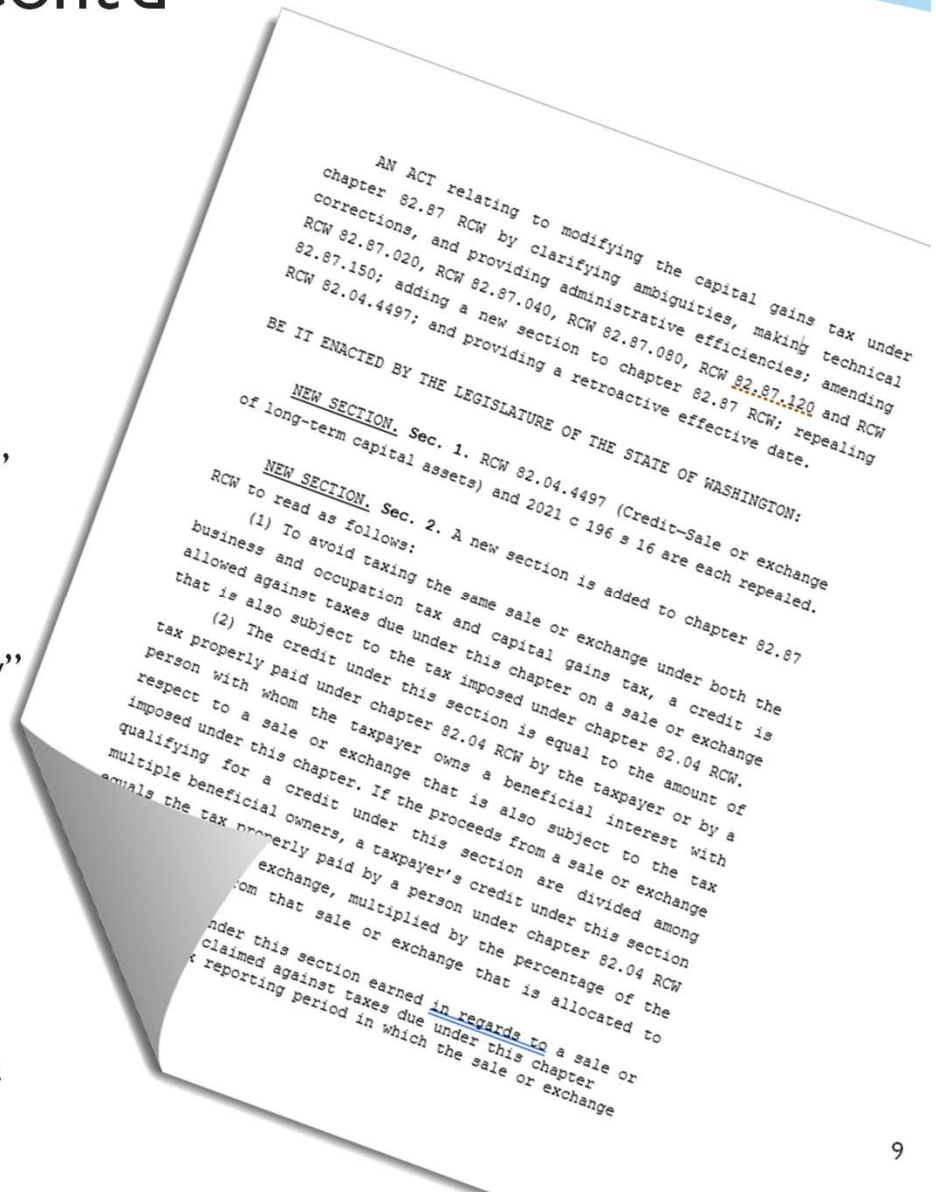 cont'd
AN ACT relating to modifying the capital gains tax under
chapter 82.87 RCW by clarifying ambiguities, making technical
corrections, and providing administrative efficiencies; amending
RCW 82.87.020, RCW 82.87.040, RCW 82.87.080, RCW 82.87.120 and RCW
82.87.150; adding a new section to chapter 82.87 RCW; repealing
RCW 82.04.4497; and providing a retroactive effective date.
BE IT ENACTED BY THE LEGISLATURE OF THE STATE OF WASHINGTON:
NEW SECTION. Sec. 1. RCW 82.04.4497 (Credit—Sale or exchange
of long-term capital assets) and 2021 c 196 s 16 are each repealed.
NEW SECTION. Sec. 2. A new section is added to chapter 82.87
RCW to read as follows:
(1) To avoid taxing the same sale or exchange under both the
business and occupation tax and capital gains tax, a credit is
allowed against taxes due under this chapter on a sale or exchange
that is also subject to the tax imposed under chapter 82.04 RCW.
(2) The credit under this section is equal to the amount of
tax properly paid under chapter 82.04 RCW by the taxpayer or by a
person with whom the taxpayer owns a beneficial interest with
respect to a sale or exchange that is also subject to the tax
imposed under this chapter. If the proceeds from a sale or exchange
qualifying for a credit under this section are divided among
multiple beneficial owners, a taxpayer's credit under this section
equals the tax properly paid by a person under chapter 82.04 RCW
exchange, multiplied by the percentage of the
from that sale or exchange that is allocated to
under this section earned in regards to a sale or
claimed against taxes due under this chapter
reporting period in which the sale or exchange
9